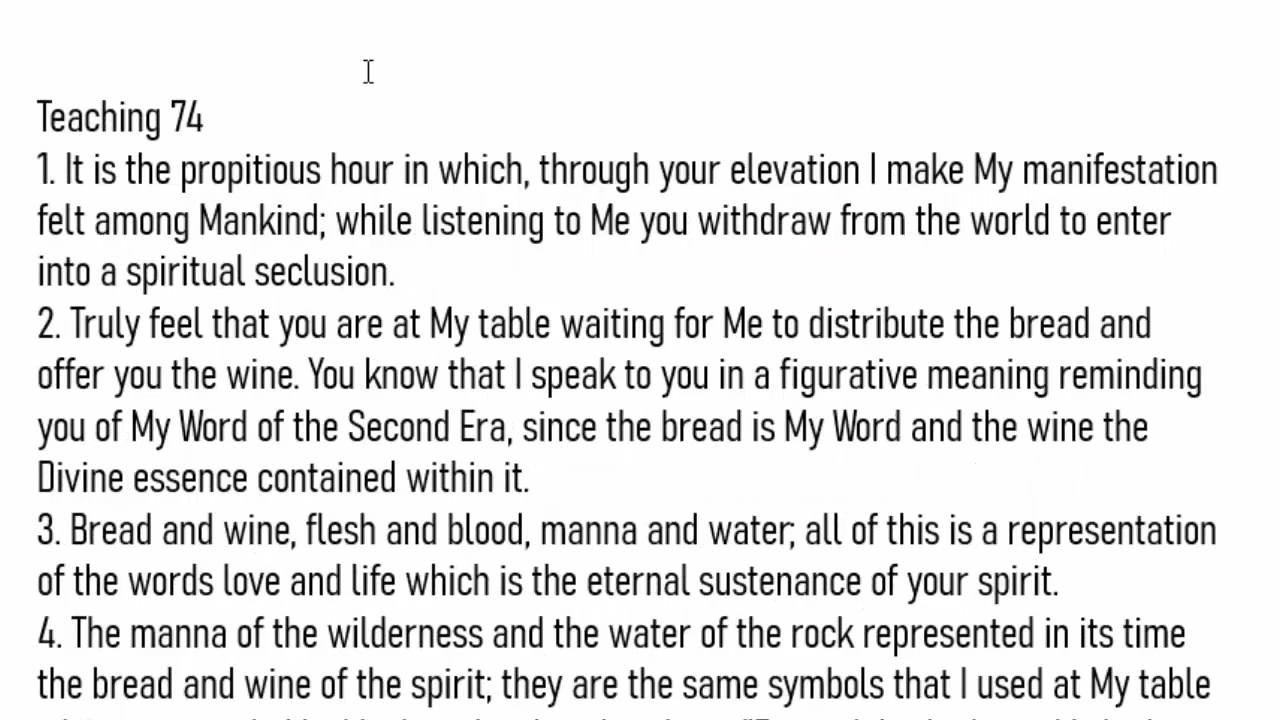 Teaching 74
1. It is the propitious hour in which, through your elevation I make My manifestation
felt among Mankind; while listening to Me you withdraw from the world to enter
into a spiritual seclusion.
2. Truly feel that you are at My table waiting for Me to distribute the bread and
offer you the wine. You know that I speak to you in a figurative meaning reminding
you of My Word of the Second Era, since the bread is My Word and the wine the
Divine essence contained within it.
3. Bread and wine, flesh and blood, manna and water; all of this is a representation
of the words love and life which is the eternal sustenance of your spirit.
4. The manna of the wilderness and the water of the rock represented in its time
the bread and wine of the spirit; they are the same symbols that I used at My table